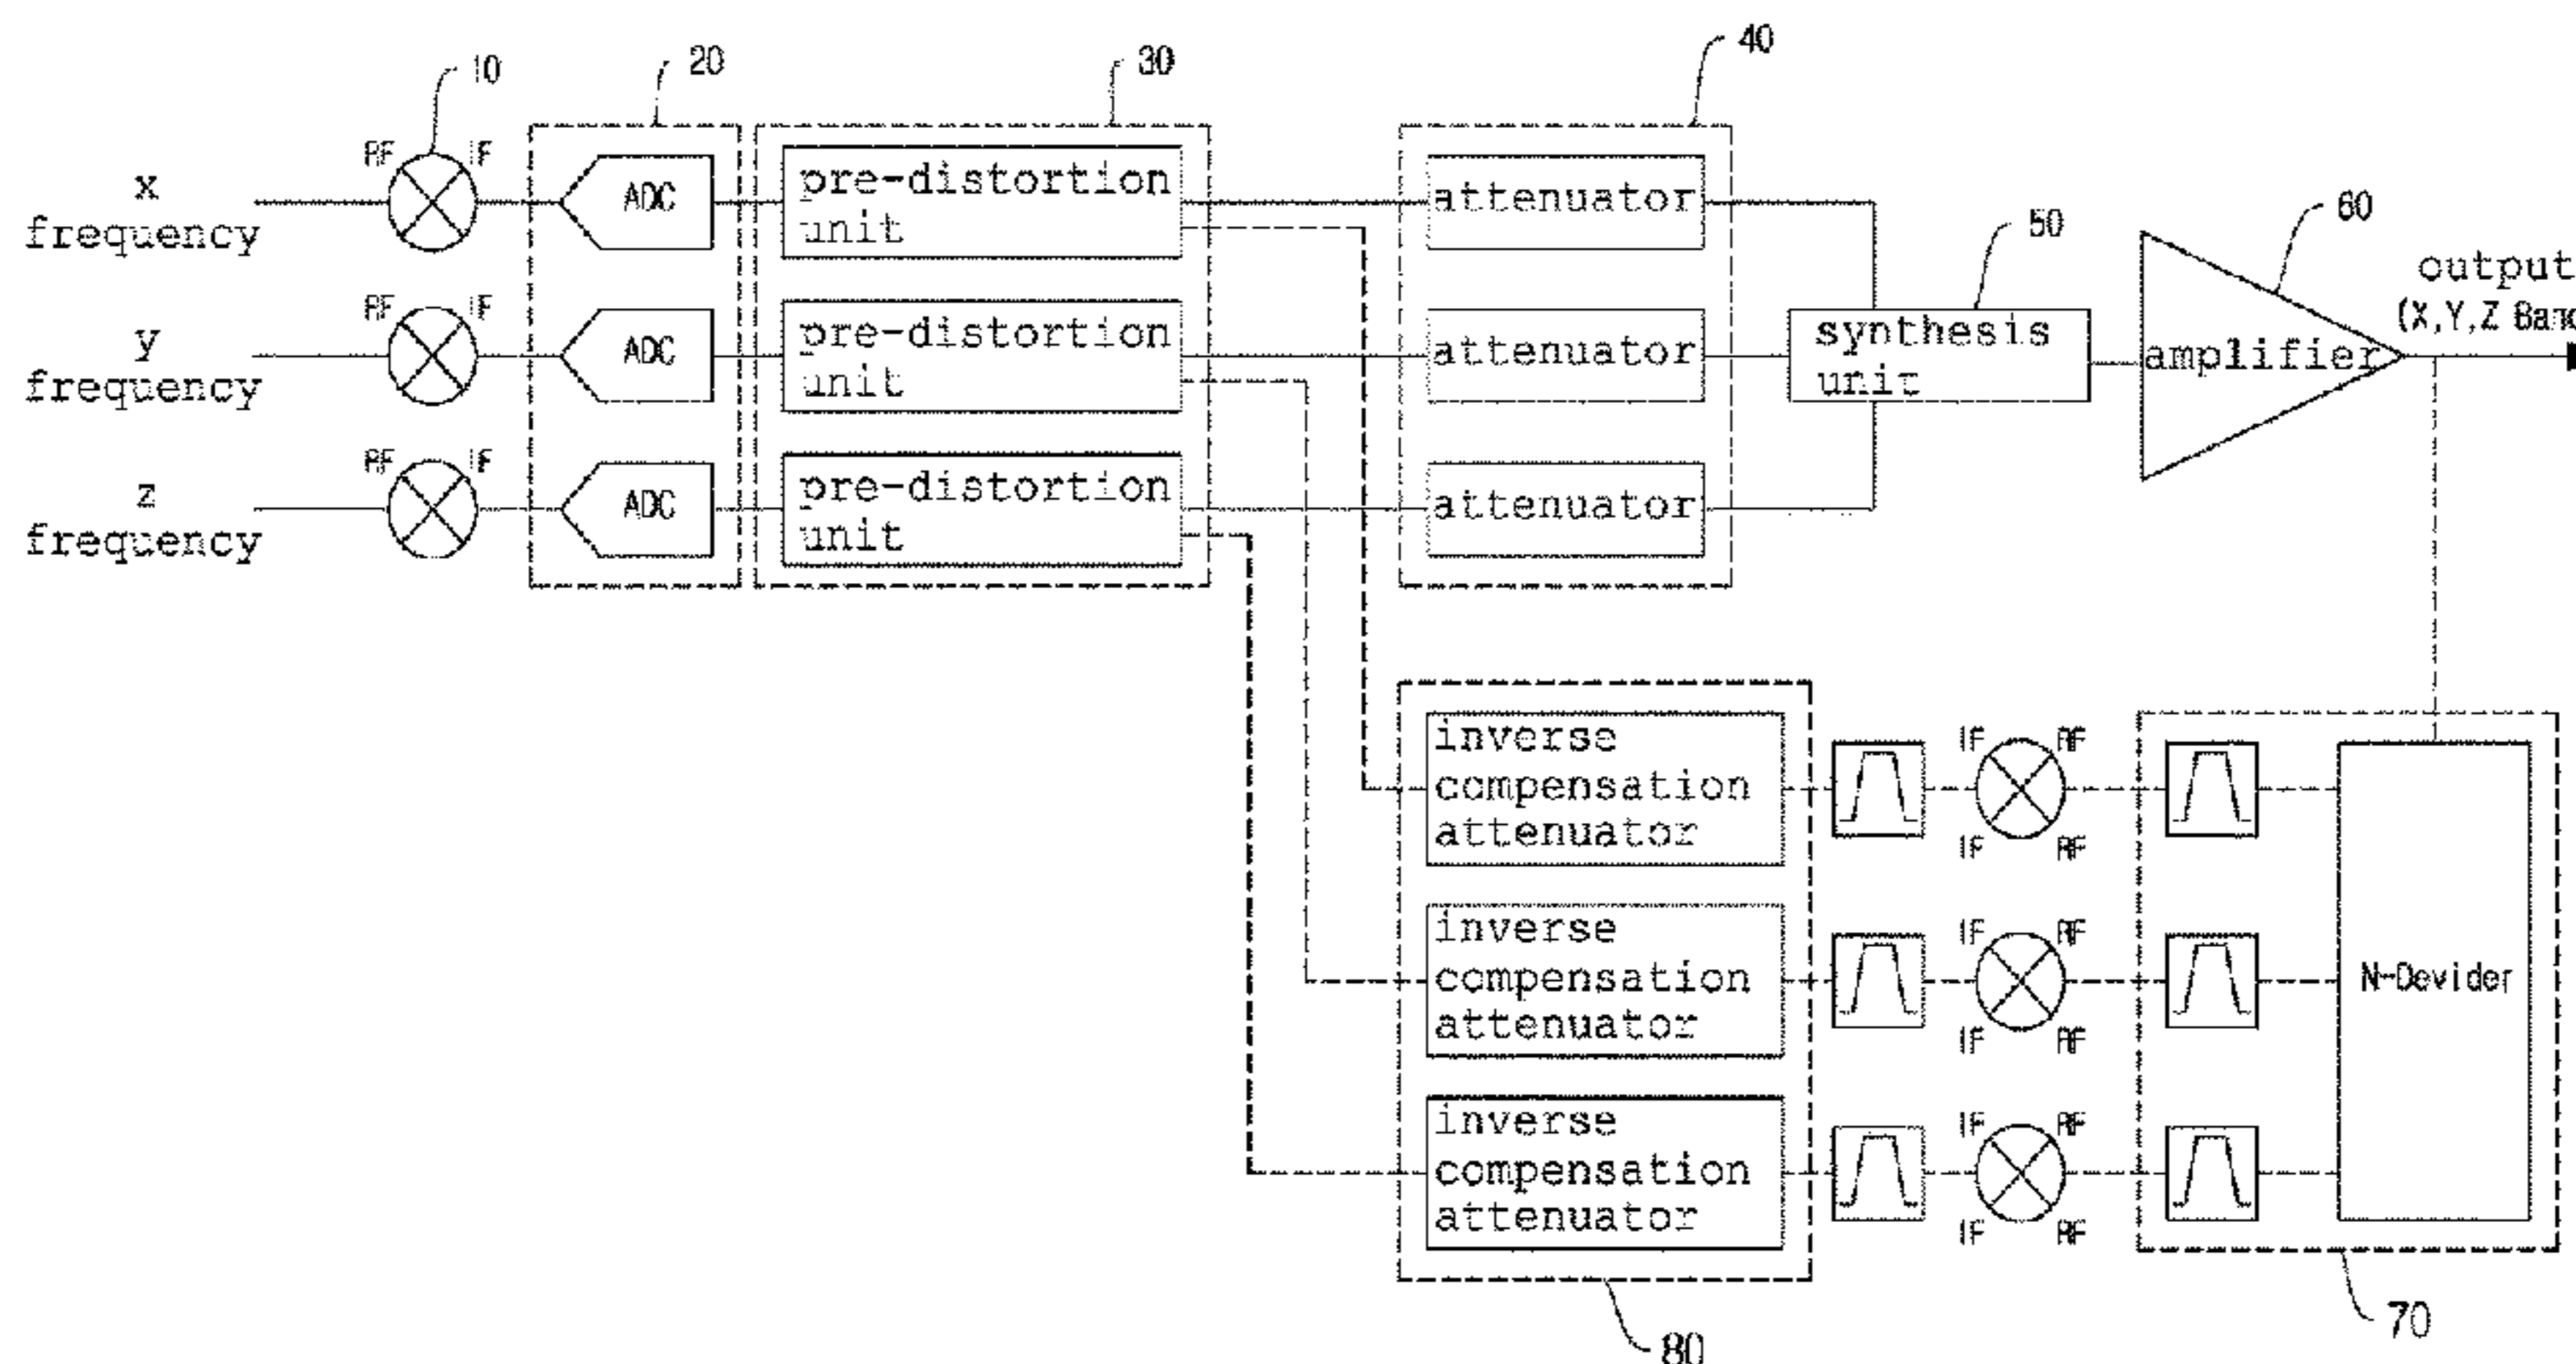 10
20
30
40
RF IF
x
frequency
ADC
pre-distortion
unit
attenuator
50
60
output
(X,Y,Z Band
RF IF
y
frequency
ADC
pre-distortion
unit
attenuator
synthesis
unit
amplifier
RF IF
z
frequency
ADC
pre-distortion
unit
attenuator
inverse
compensation
attenuator
IF RF
IF RF
inverse
compensation
attenuator
IF RF
IF RF
N-Devider
inverse
compensation
attenuator
IF RF
IF RF
80
70